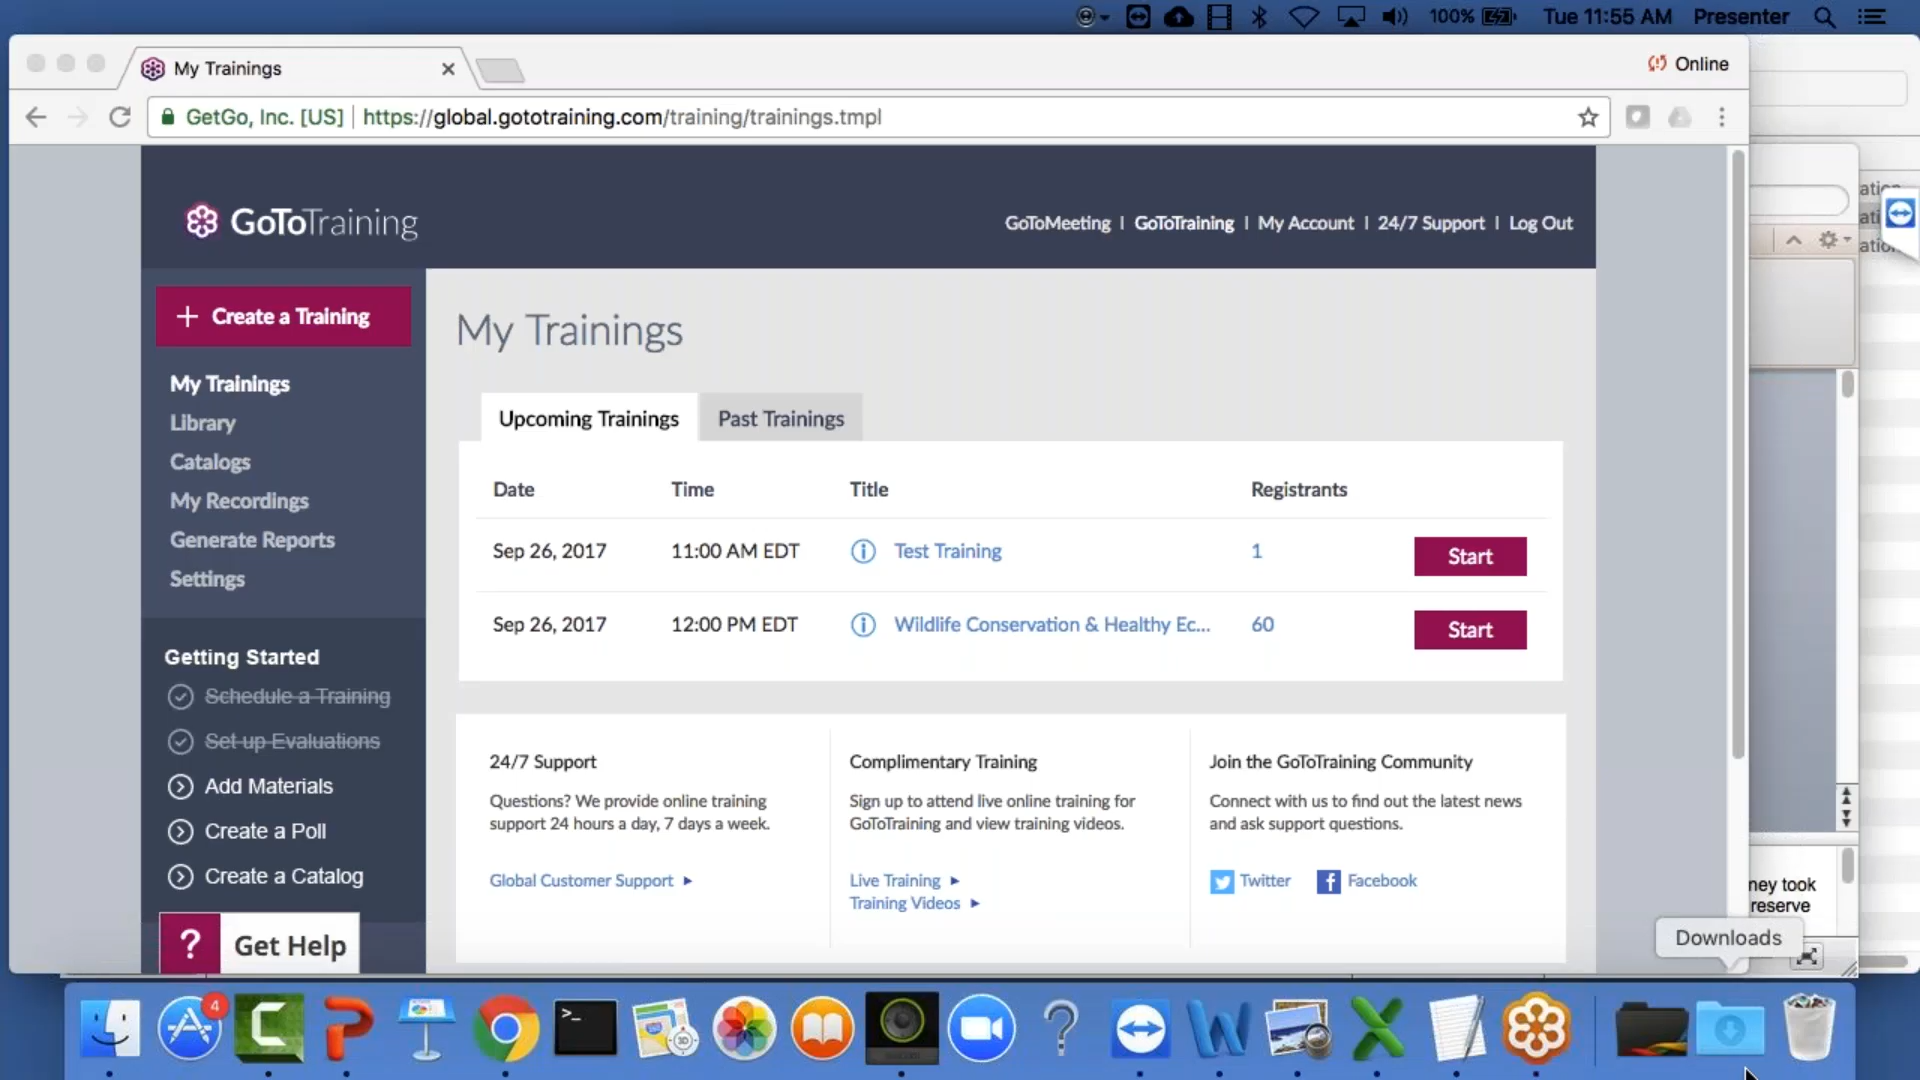 100%
Tue 11:55 AM Presenter
My Trainings
Online
GetGo, Inc. [US] | https://global.gototraining.com/training/trainings.tmpl
GoToTraining
GoToMeeting | GoToTraining | My Account | 24/7 Support | Log Out
+ Create a Training
My Trainings
Library
Catalogs
My Recordings
Generate Reports
Settings
Getting Started
Schedule a Training
Set up Evaluations
Add Materials
Create a Poll
Create a Catalog
? Get Help
My Trainings
Upcoming Trainings
Past Trainings
Date Time Title Registrants
Sep 26, 2017 11:00 AM EDT Test Training 1 Start
Sep 26, 2017 12:00 PM EDT Wildlife Conservation & Healthy Ec... 60 Start
24/7 Support
Questions? We provide online training
support 24 hours a day, 7 days a week.
Global Customer Support
Complimentary Training
Sign up to attend live online training for
GoToTraining and view training videos.
Live Training
Training Videos
Join the GoToTraining Community
Connect with us to find out the latest news
and ask support questions.
Twitter Facebook
took
reserve
Downloads
4